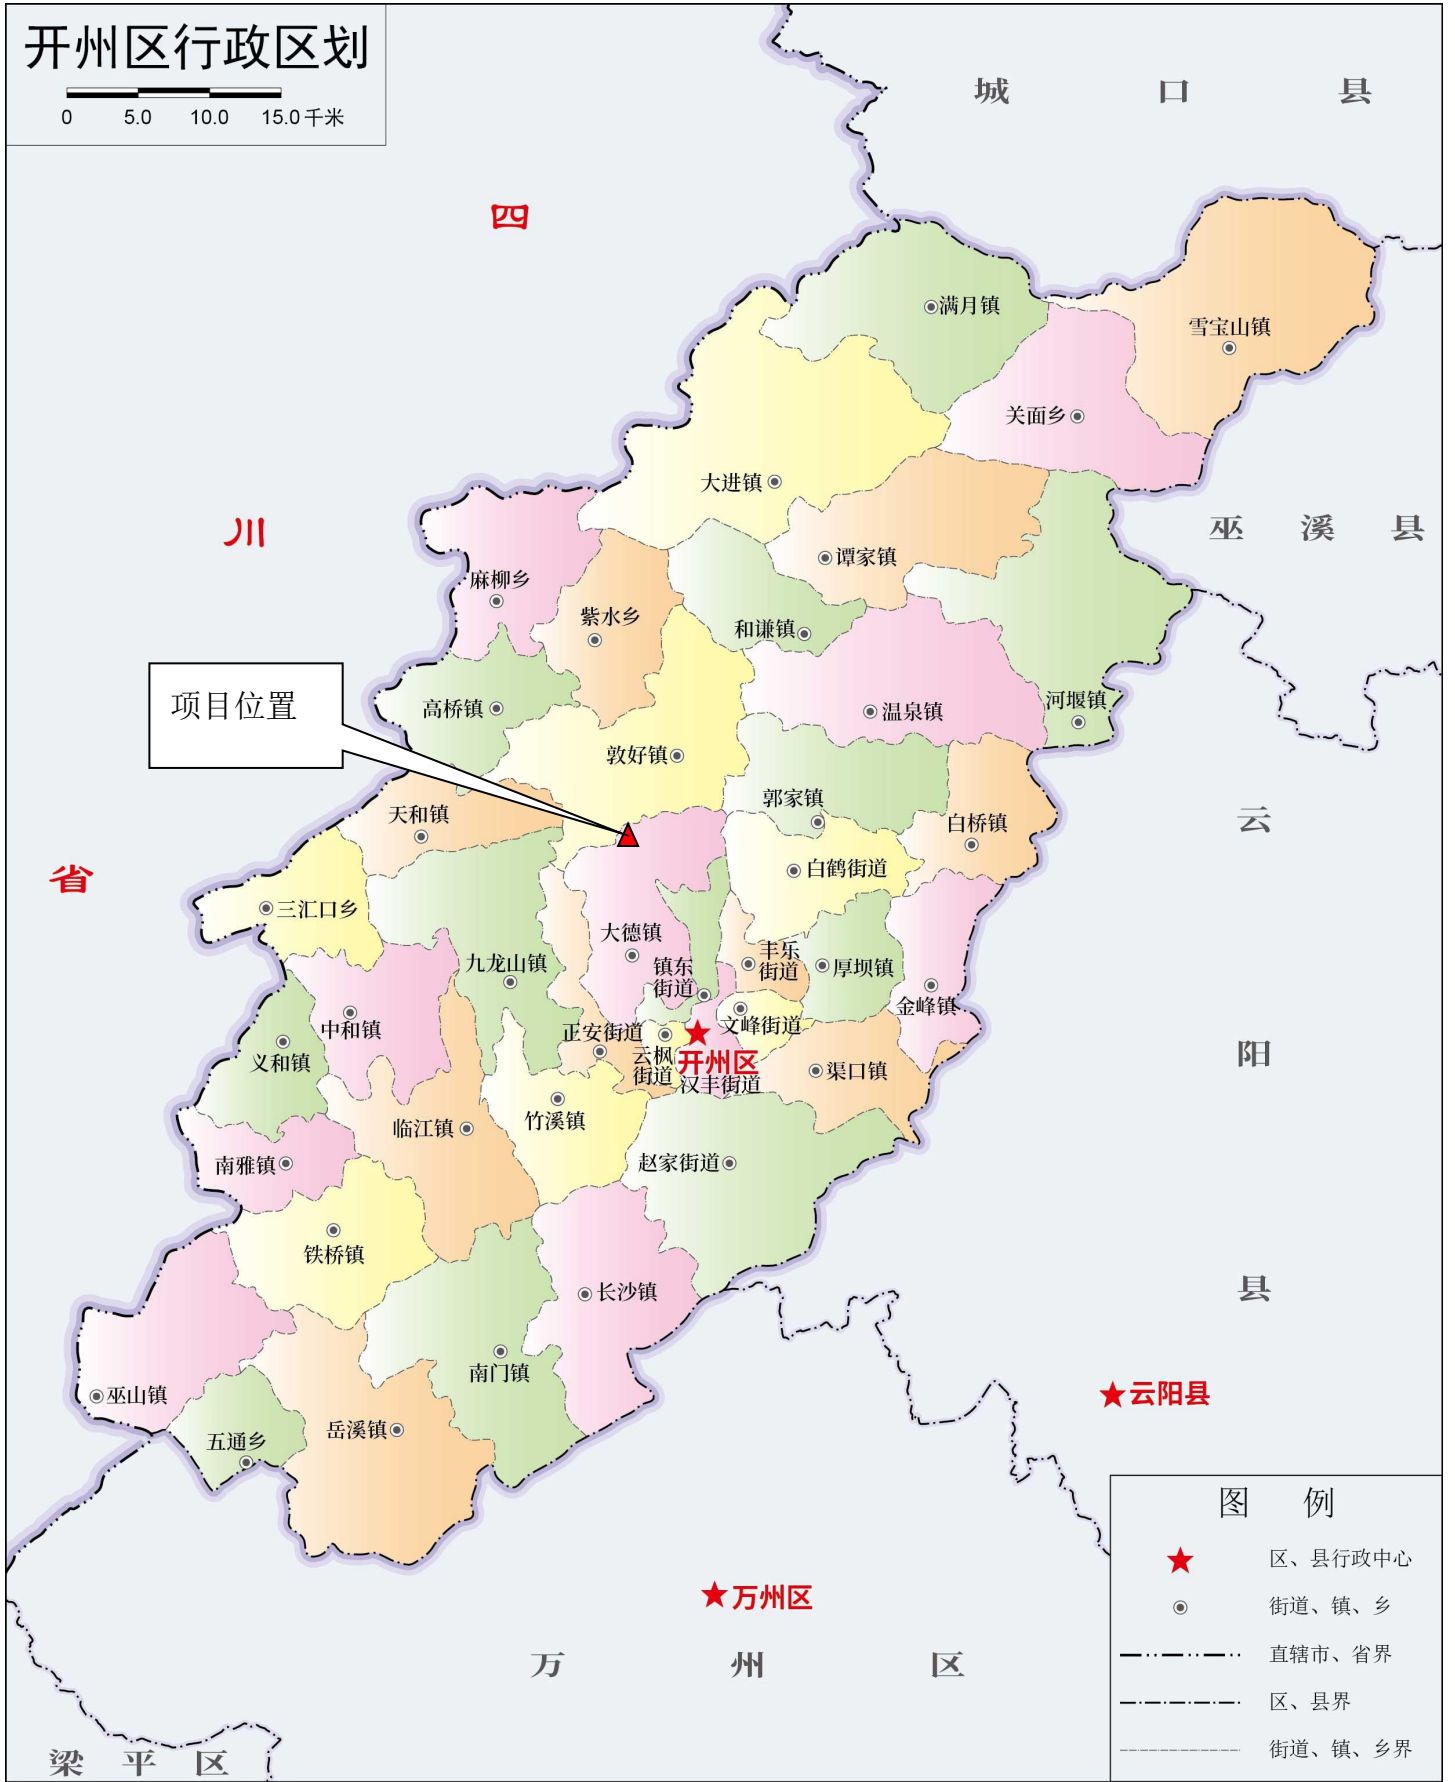 开州区行政区划
0 5.0 10.0 15.0 千米
城 口 县
四
满月镇
雪宝山镇
关面乡
大进镇
川
巫 溪 县
谭家镇
麻柳乡
紫水乡
和谦镇
项目位置
高桥镇
温泉镇
河堰镇
敦好镇
天和镇
郭家镇
白桥镇
云
省
白鹤街道
三汇口乡
大德镇
九龙山镇
镇东
街道
丰乐
街道
厚坝镇
金峰镇
中和镇
正安街道
文峰街道
义和镇
云枫
街道
开州区
汉丰街道
渠口镇
阳
临江镇
竹溪镇
南雅镇
赵家街道
铁桥镇
长沙镇
县
南门镇
巫山镇
云阳县
五通乡
岳溪镇
万州区
万 州 区
梁 平 区
图 例
区、县行政中心
街道、镇、乡
直辖市、省界
区、县界
街道、镇、乡界